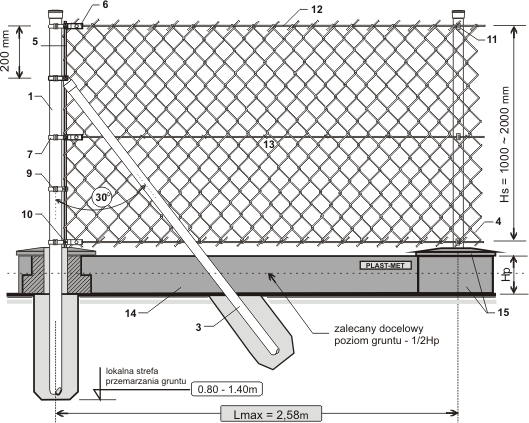 6
12
200 mm
5
11
1
Hs = 1000 - 2000 mm
7
13
9
30°
10
4
PLAST-MET
Hp
14
3
15
zalecany docelowy
poziom gruntu - 1/2Hp
lokalna strefa
przemarzania gruntu
0.80 - 1.40m
Lmax = 2,58m